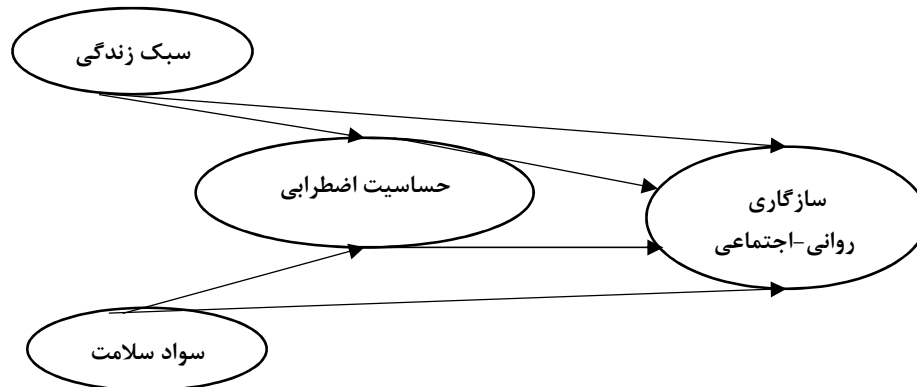 سبک زندگی
حساسیت اضطرابی
سازگاری
روانی-اجتماعی
سواد سلامت